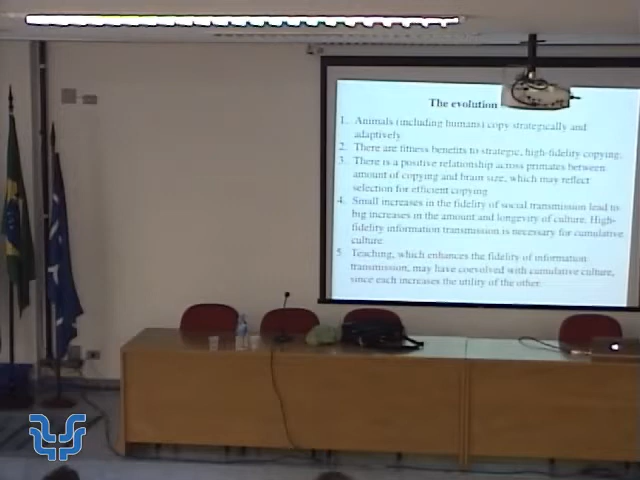 The evolution
1. Animals (including humans) copy strategically and
adaptively
2. There are fitness benefits to strategic, high-fidelity copying.
3. There is a positive relationship across primates between
amount of copying and brain size, which may reflect
selection for efficient copying
4. Small increases in the fidelity of social transmission lead to
big increases in the amount and longevity of culture. High-
fidelity information transmission is necessary for cumulative
culture
5 Teaching, which enhances the fidelity of information
transmission, may have coevolved with cumulative culture,
since each increases the utility of the other.